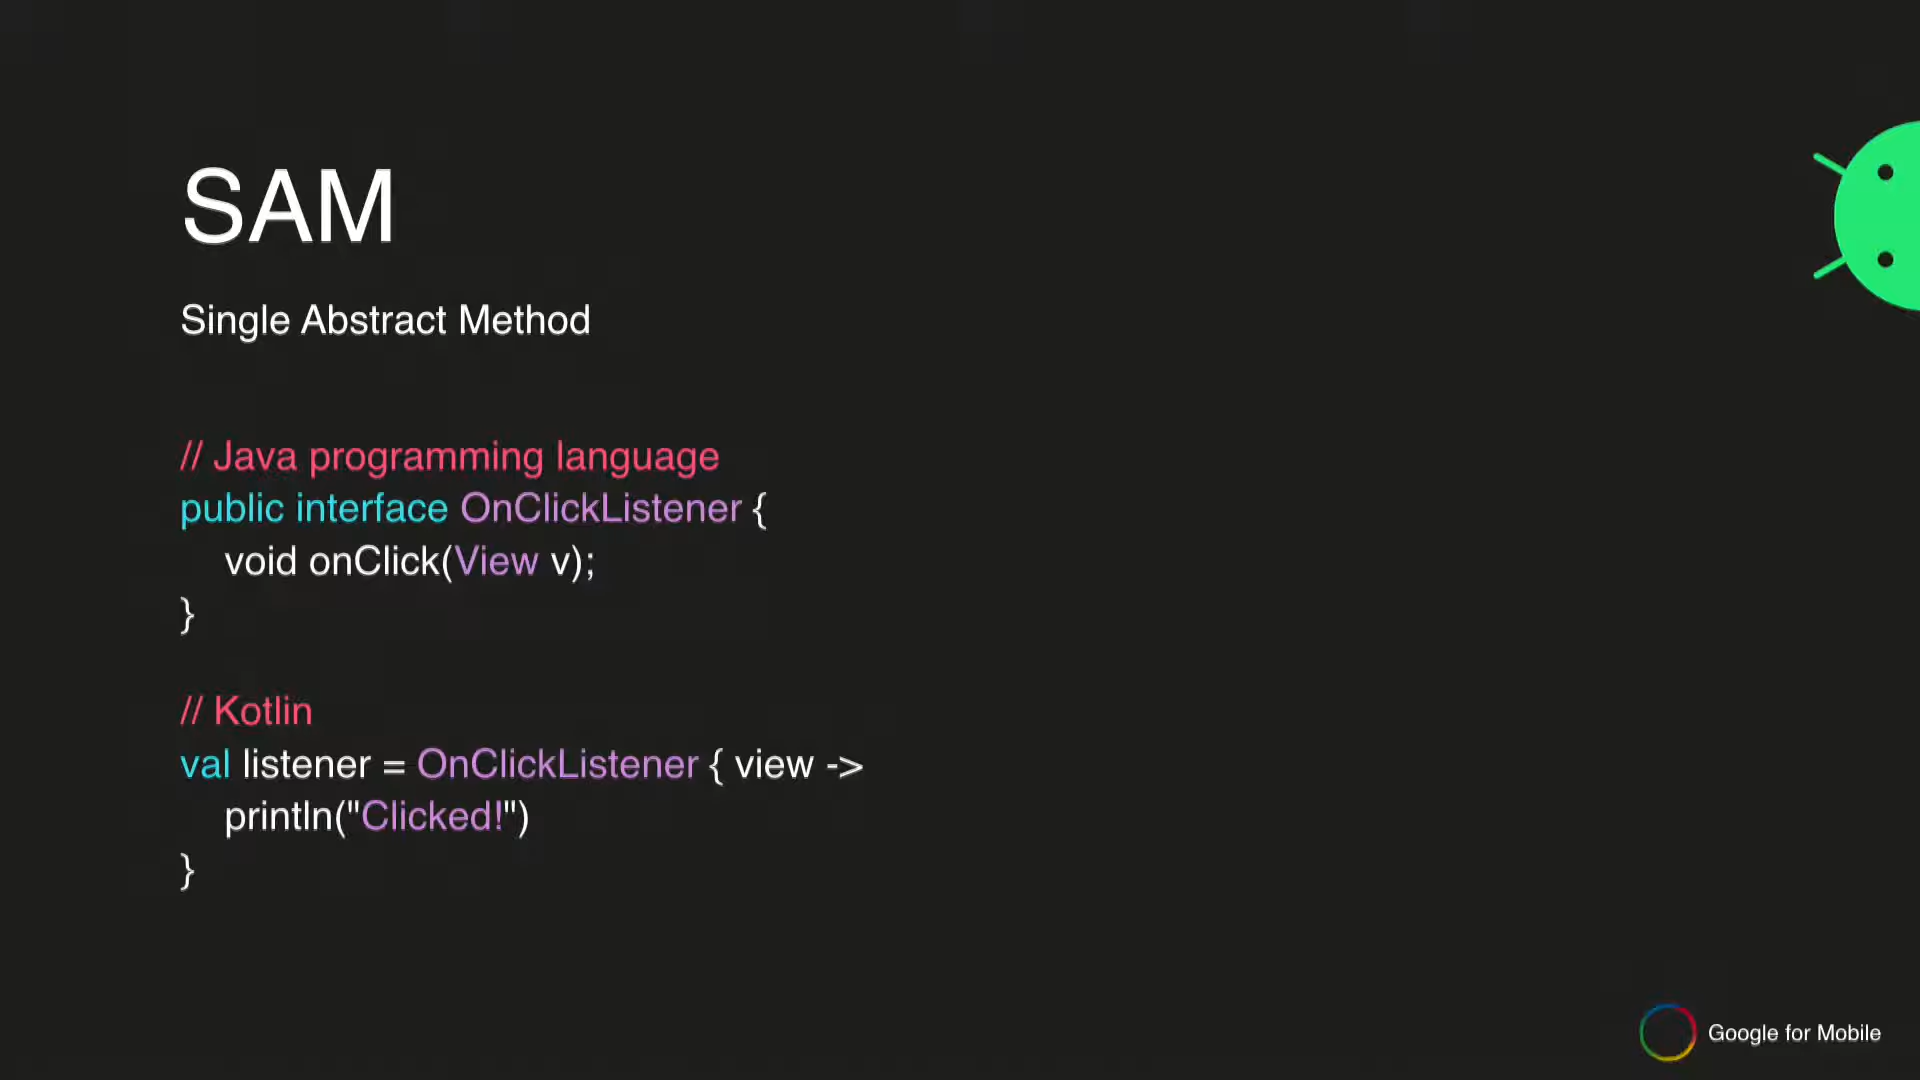 SAM
Single Abstract Method
// Java programming language
public interface OnClickListener {
void onClick(View v);
}
// Kotlin
val listener = OnClickListener { view ->
println("Clicked!")
}
Google for Mobile